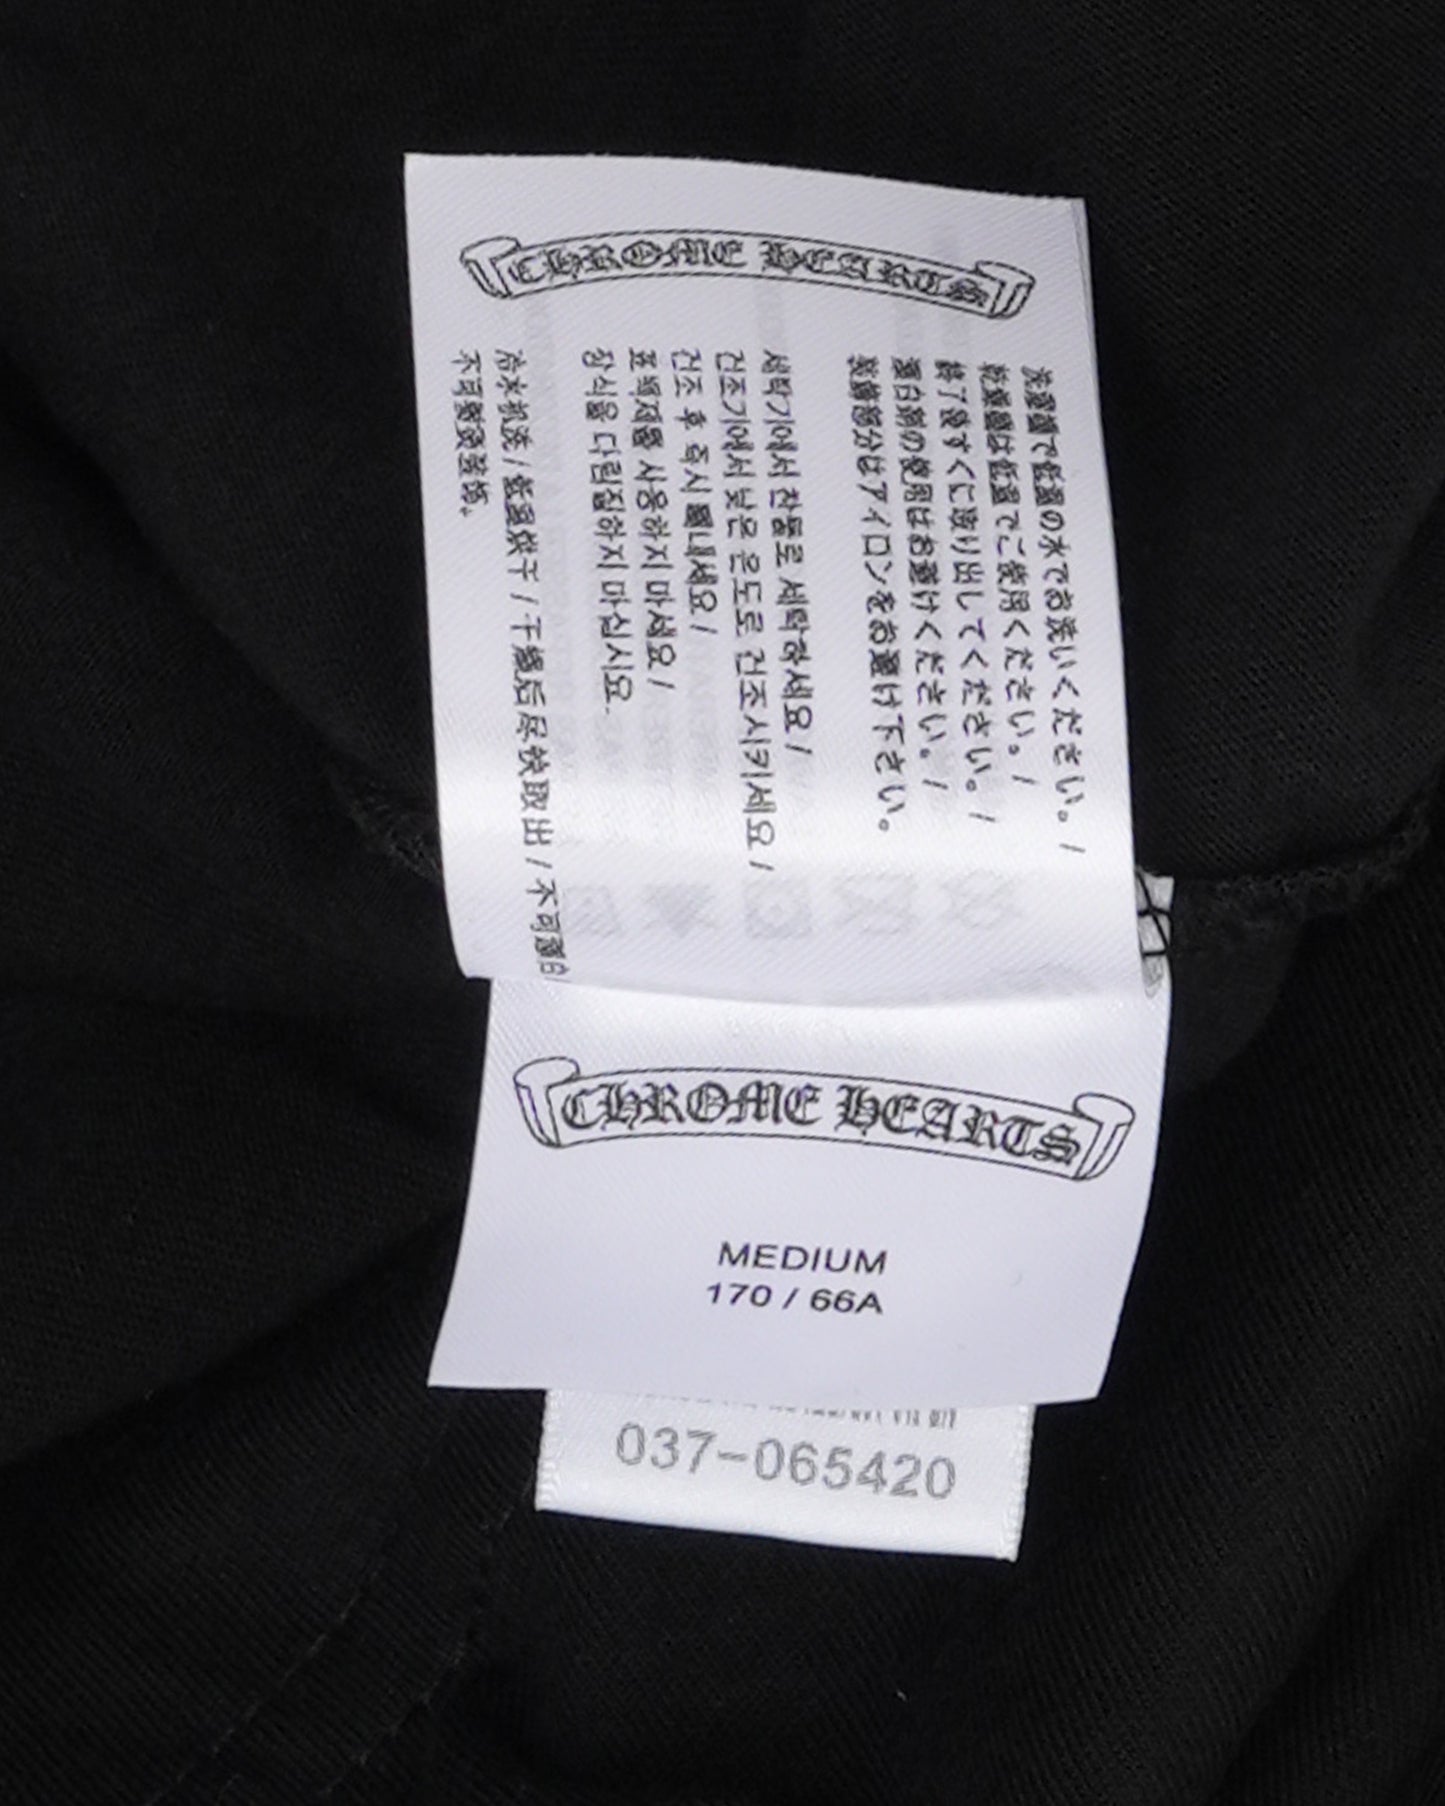 CHROME HEARTS
洗濯機で低温の水でお洗いください。/
乾燥機は低温でご使用ください。/
終了後すぐに取り出してください。/
漂白剤の使用はお避けください。/
装飾部分はアイロンをお避け下さい。
세탁기에서 찬물로 세탁하세요 /
건조기에서 낮은 온도로 건조시키세요 /
건조 후 즉시 꺼내세요 /
표백제를 사용하지 마세요 /
장식을 다림질하지 마십시요.
冷水机洗 / 低温烘干 / 干燥后尽快取出 / 不可漂白
不可熨烫装饰。
CHROME HEARTS
MEDIUM
170 / 66A
037-065420